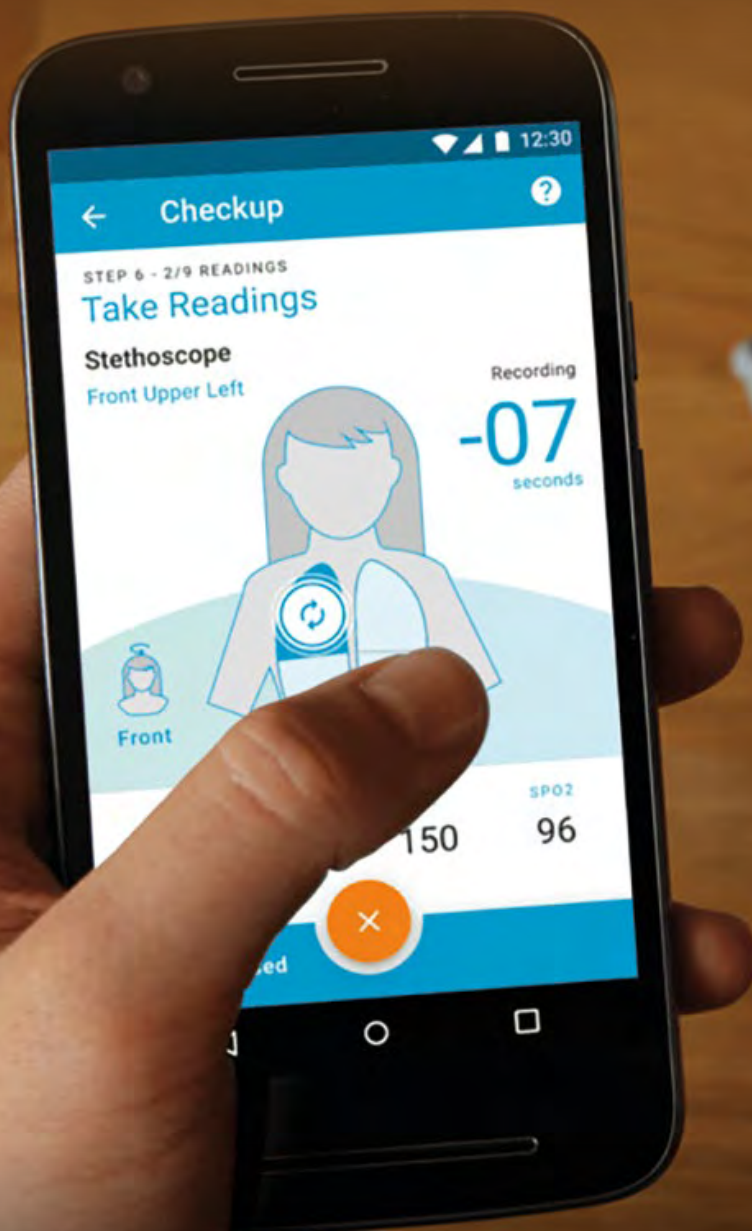 12:30
Checkup
?
STEP 6 - 2/9 READINGS
Take Readings
Stethoscope
Front Upper Left
Recording
-07
seconds
Front
SPO2
150
96